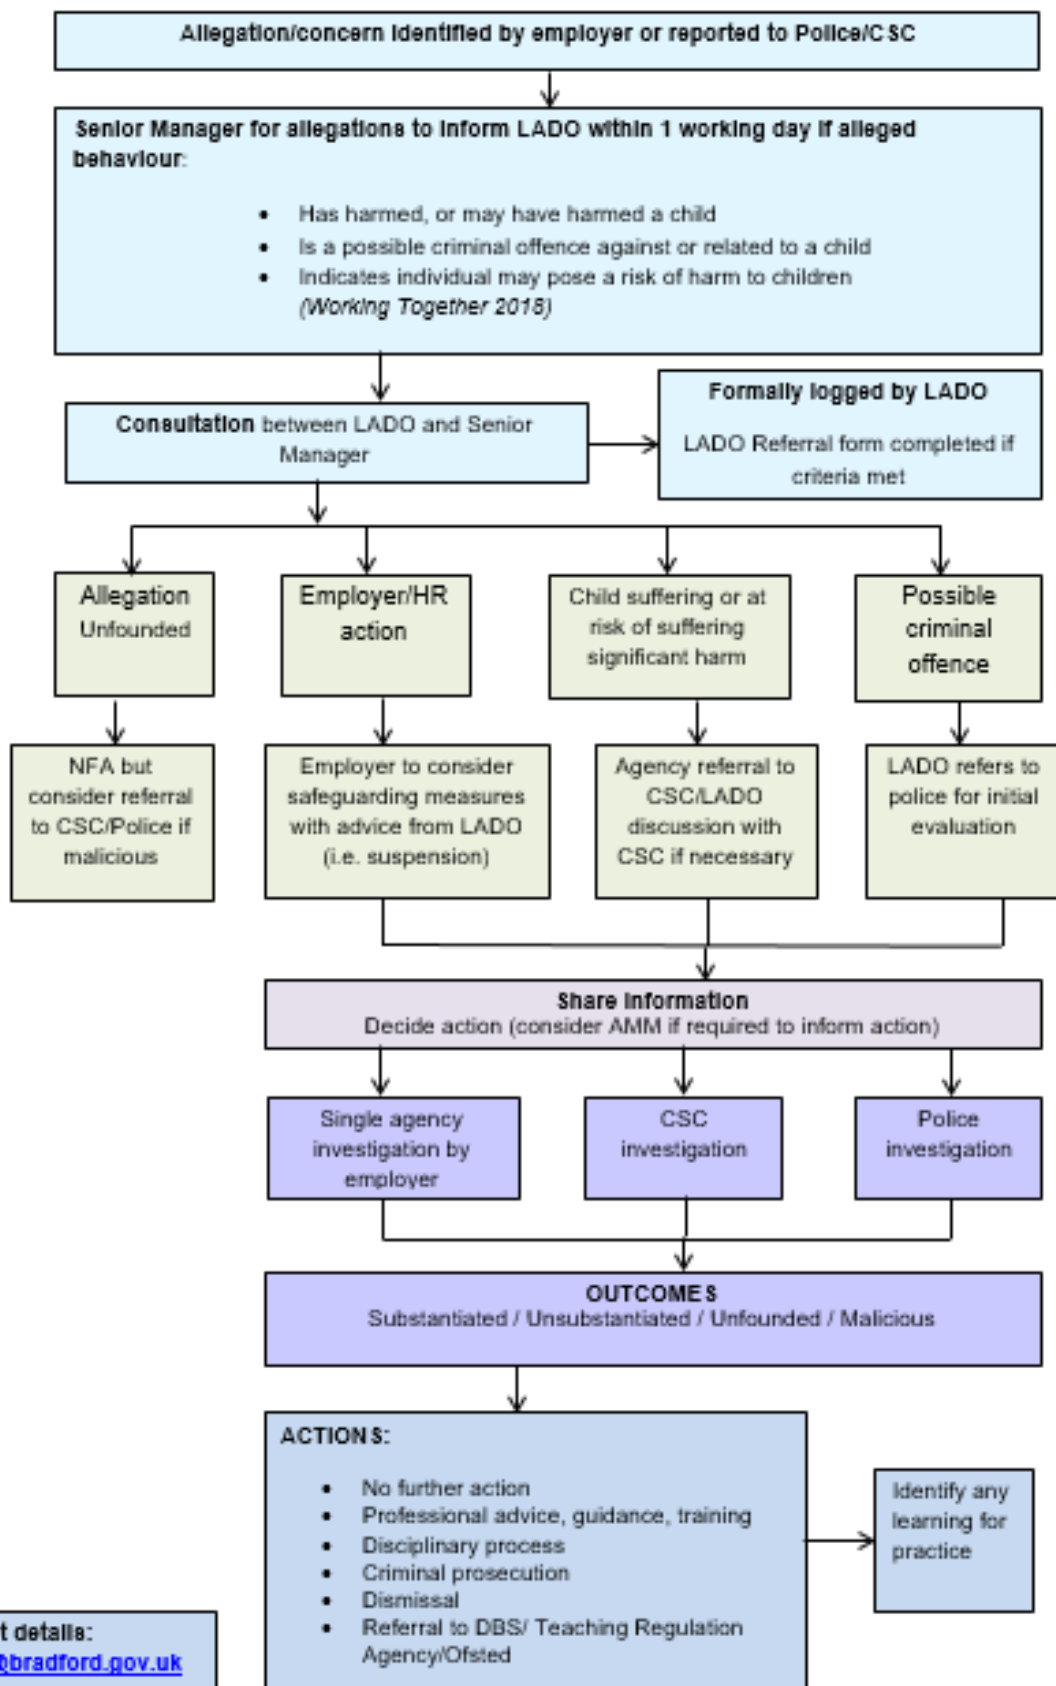 Allegation/concern identified by employer or reported to Police/CSC
Senior Manager for allegations to inform LADO within 1 working day if alleged
behaviour:
• Has harmed, or may have harmed a child
• Is a possible criminal offence against or related to a child
• Indicates individual may pose a risk of harm to children
(Working Together 2018)
Consultation between LADO and Senior
Manager
Formally logged by LADO
LADO Referral form completed if
criteria met
Allegation
Unfounded
Employer/HR
action
Child suffering or at
risk of suffering
significant harm
Possible
criminal
offence
NFA but
consider referral
to CSC/Police if
malicious
Employer to consider
safeguarding measures
with advice from LADO
(i.e. suspension)
Agency referral to
CSC/LADO
discussion with
CSC if necessary
LADO refers to
police for initial
evaluation
Share Information
Decide action (consider AMM if required to inform action)
Single agency
investigation by
employer
CSC
investigation
Police
investigation
OUTCOMES
Substantiated / Unsubstantiated / Unfounded / Malicious
ACTIONS:
• No further action
• Professional advice, guidance, training
• Disciplinary process
• Criminal prosecution
• Dismissal
• Referral to DBS/ Teaching Regulation
Agency/Ofsted
Identify any
learning for
practice
t details:
@bradford.gov.uk